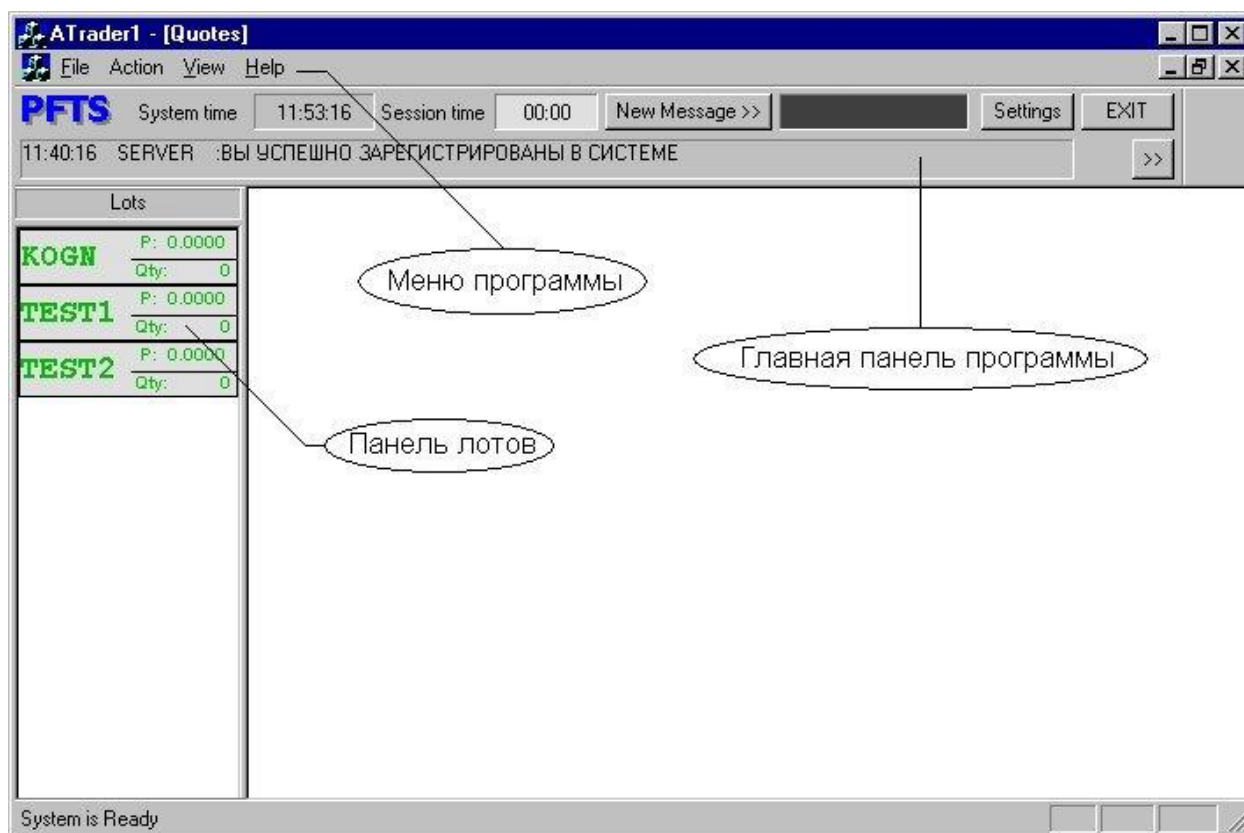 ATrader1 - [Quotes]
File Action View Help
PFTS System time 11:53:16 Session time 00:00 New Message >> Settings EXIT
11:40:16 SERVER :ВЫ УСПЕШНО ЗАРЕГИСТРИРОВАНЫ В СИСТЕМЕ >>
Lots
KOGN P: 0.0000
Qty: 0
TEST1 P: 0.0000
Qty: 0
TEST2 P: 0.0000
Qty: 0
Меню программы
Главная панель программы
Панель лотов
System is Ready